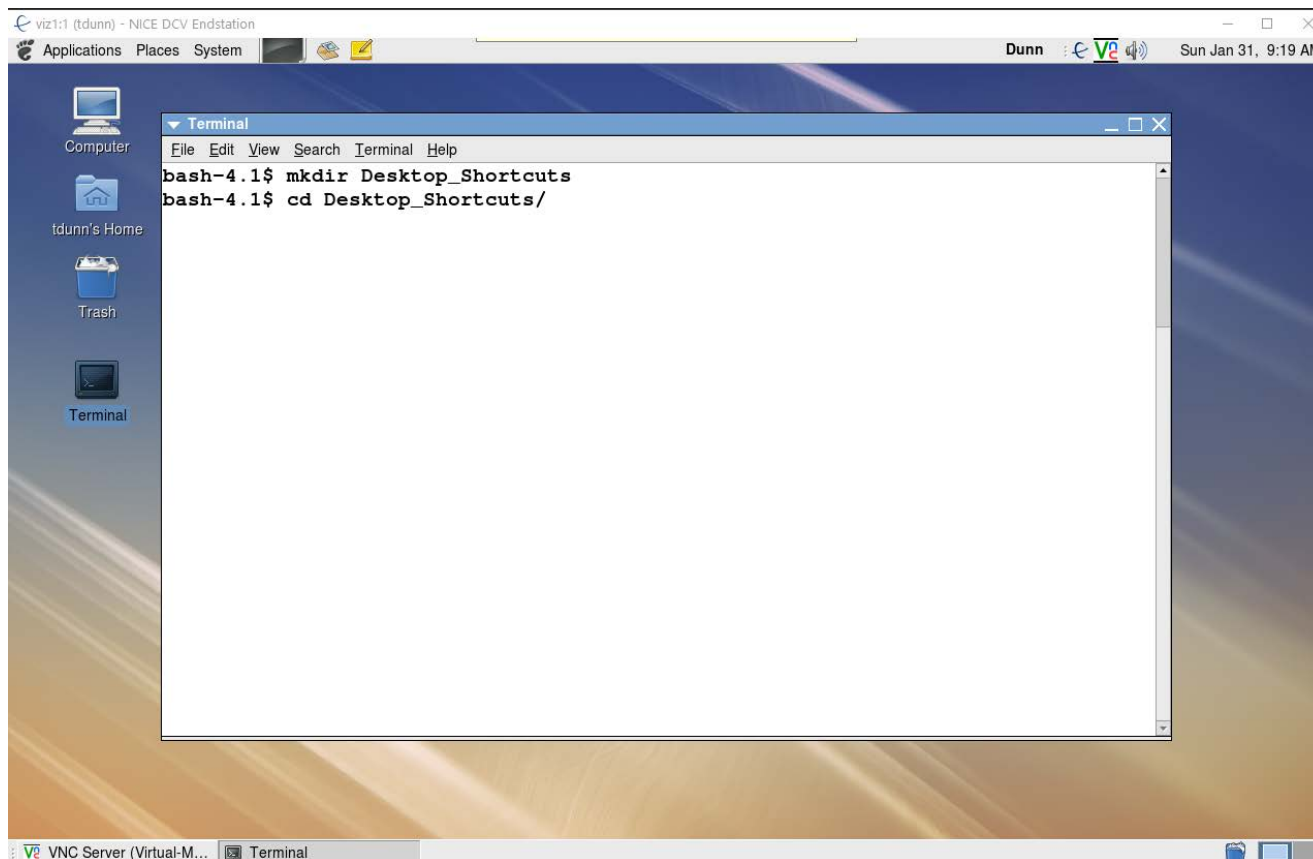 viz1:1 (tdunn) - NICE DCV Endstation
Applications Places System Dunn Sun Jan 31, 9:19 AM
Computer
tdunn's Home
Trash
Terminal
Terminal
File Edit View Search Terminal Help
bash-4.1$ mkdir Desktop_Shortcuts
bash-4.1$ cd Desktop_Shortcuts/
VNC Server (Virtual-M... Terminal